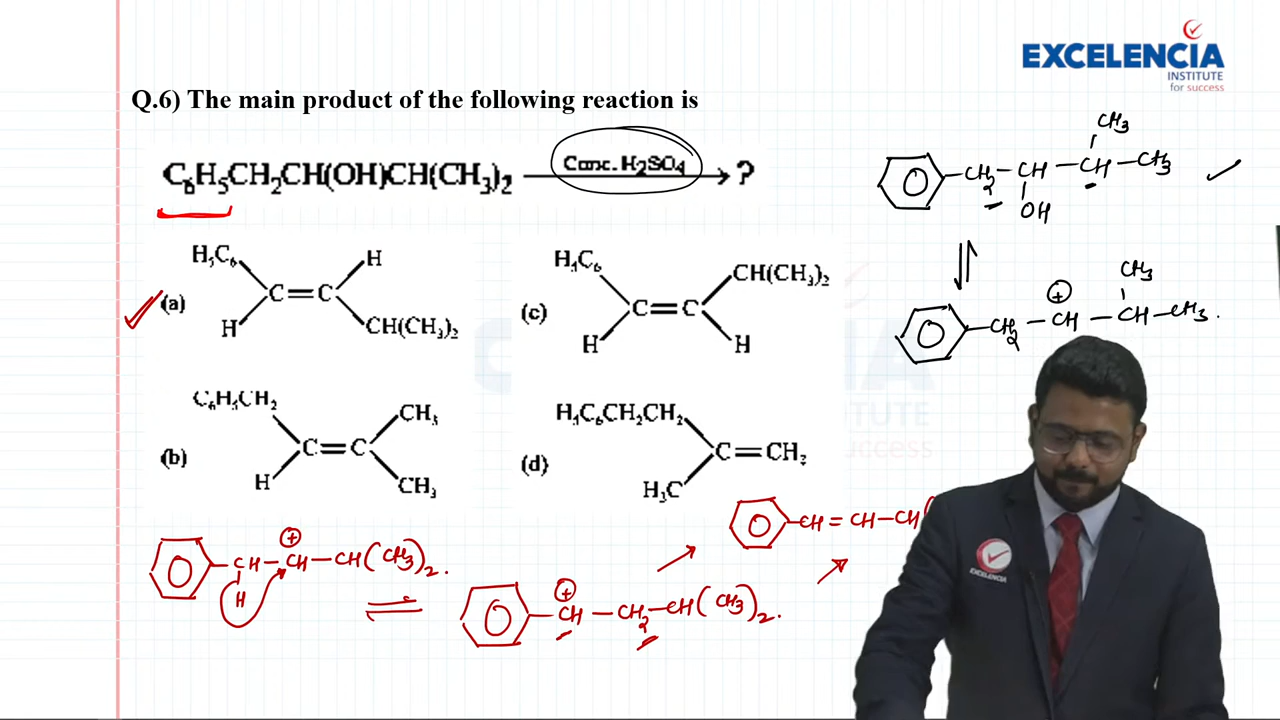 EXCELENCIA
INSTITUTE
for success
Q.6) The main product of the following reaction is
C₆H₅CH₂CH(OH)CH(CH₃)₂ Conc. H₂SO₄ → ?
(a)
H₅C₆
H
C=C
H
CH(CH₃)₂
(c)
H₅C₆
CH(CH₃)₂
C=C
H
H
(b)
C₆H₅CH₂
CH₃
C=C
H
CH₃
(d)
H₅C₆CH₂CH₂
C=CH₂
H₃C
CH₃
CH₂–CH–CH–CH₃
OH
CH₃
⊕
CH₂–CH–CH–CH₃.
⊕
CH–CH–CH(CH₃)₂.
H
⊕
CH–CH₂–CH(CH₃)₂.
CH=CH–CH(
EXCELENCIA
INSTITUTE
success